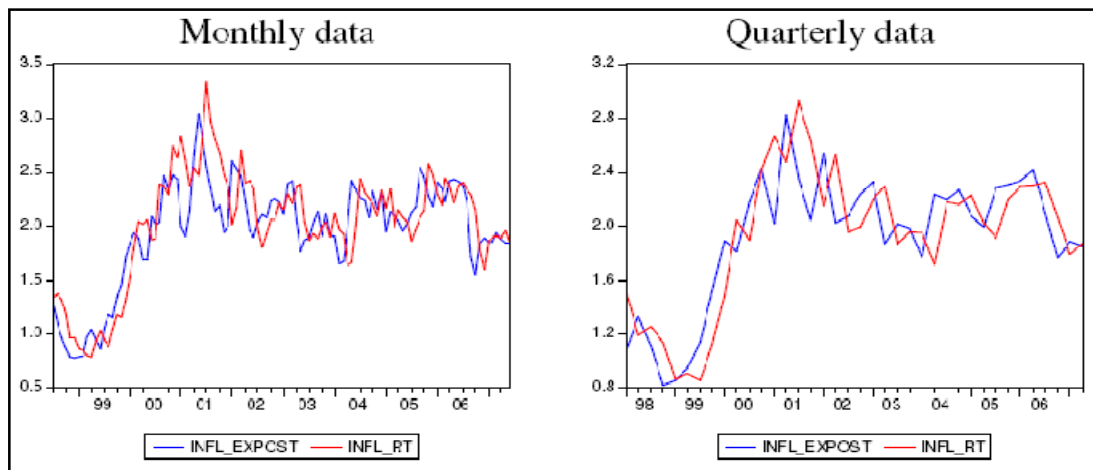 Monthly data
Quarterly data
3.5
3.0
2.5
2.0
1.5
1.0
0.5
99 00 01 02 03 04 05 06
INFL_EXPCST INFL_RT
3.2
2.8
2.4
2.0
1.6
1.2
0.8
98 99 00 01 02 03 04 05 06
INFL_EXPOST INFL_RT